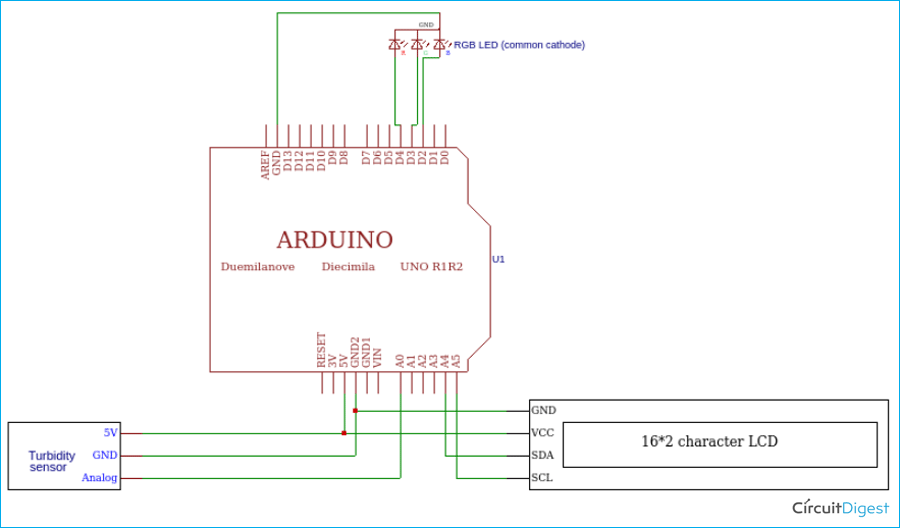 GND
RGB LED (common cathode)
R
G
B
AREF
GND
D13
D12
D11
D10
D9
D8
D7
D6
D5
D4
D3
D2
D1
D0
ARDUINO
Duemilanove Diecimila UNO R1R2
U1
RESET
3V
5V
GND2
GND1
VIN
A0
A1
A2
A3
A4
A5
Turbidity
sensor
5V
GND
Analog
GND
VCC
SDA
SCL
16*2 character LCD
CircuitDigest